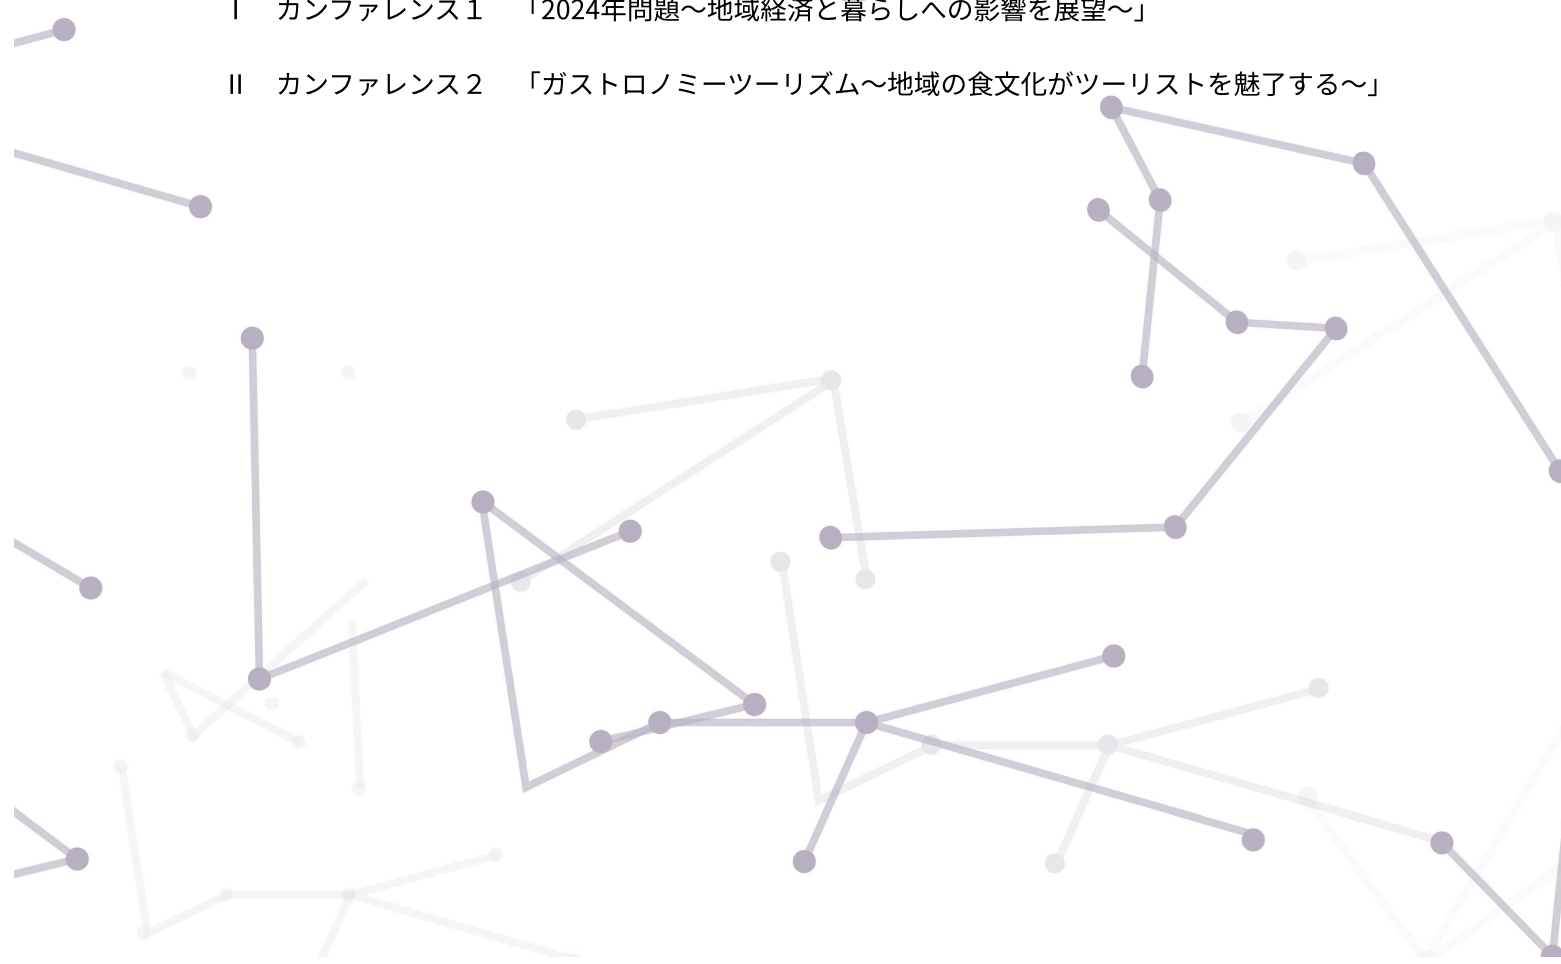 Ⅰ　カンファレンス１　「2024年問題～地域経済と暮らしへの影響を展望～」
Ⅱ　カンファレンス２　「ガストロノミーツーリズム～地域の食文化がツーリストを魅了する～」